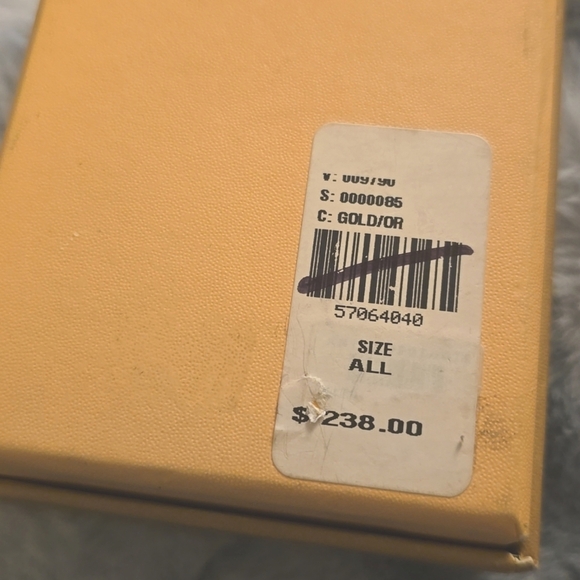 V: 009790
S: 0000085
C: GOLD/OR
57064040
SIZE
ALL
$ 238.00